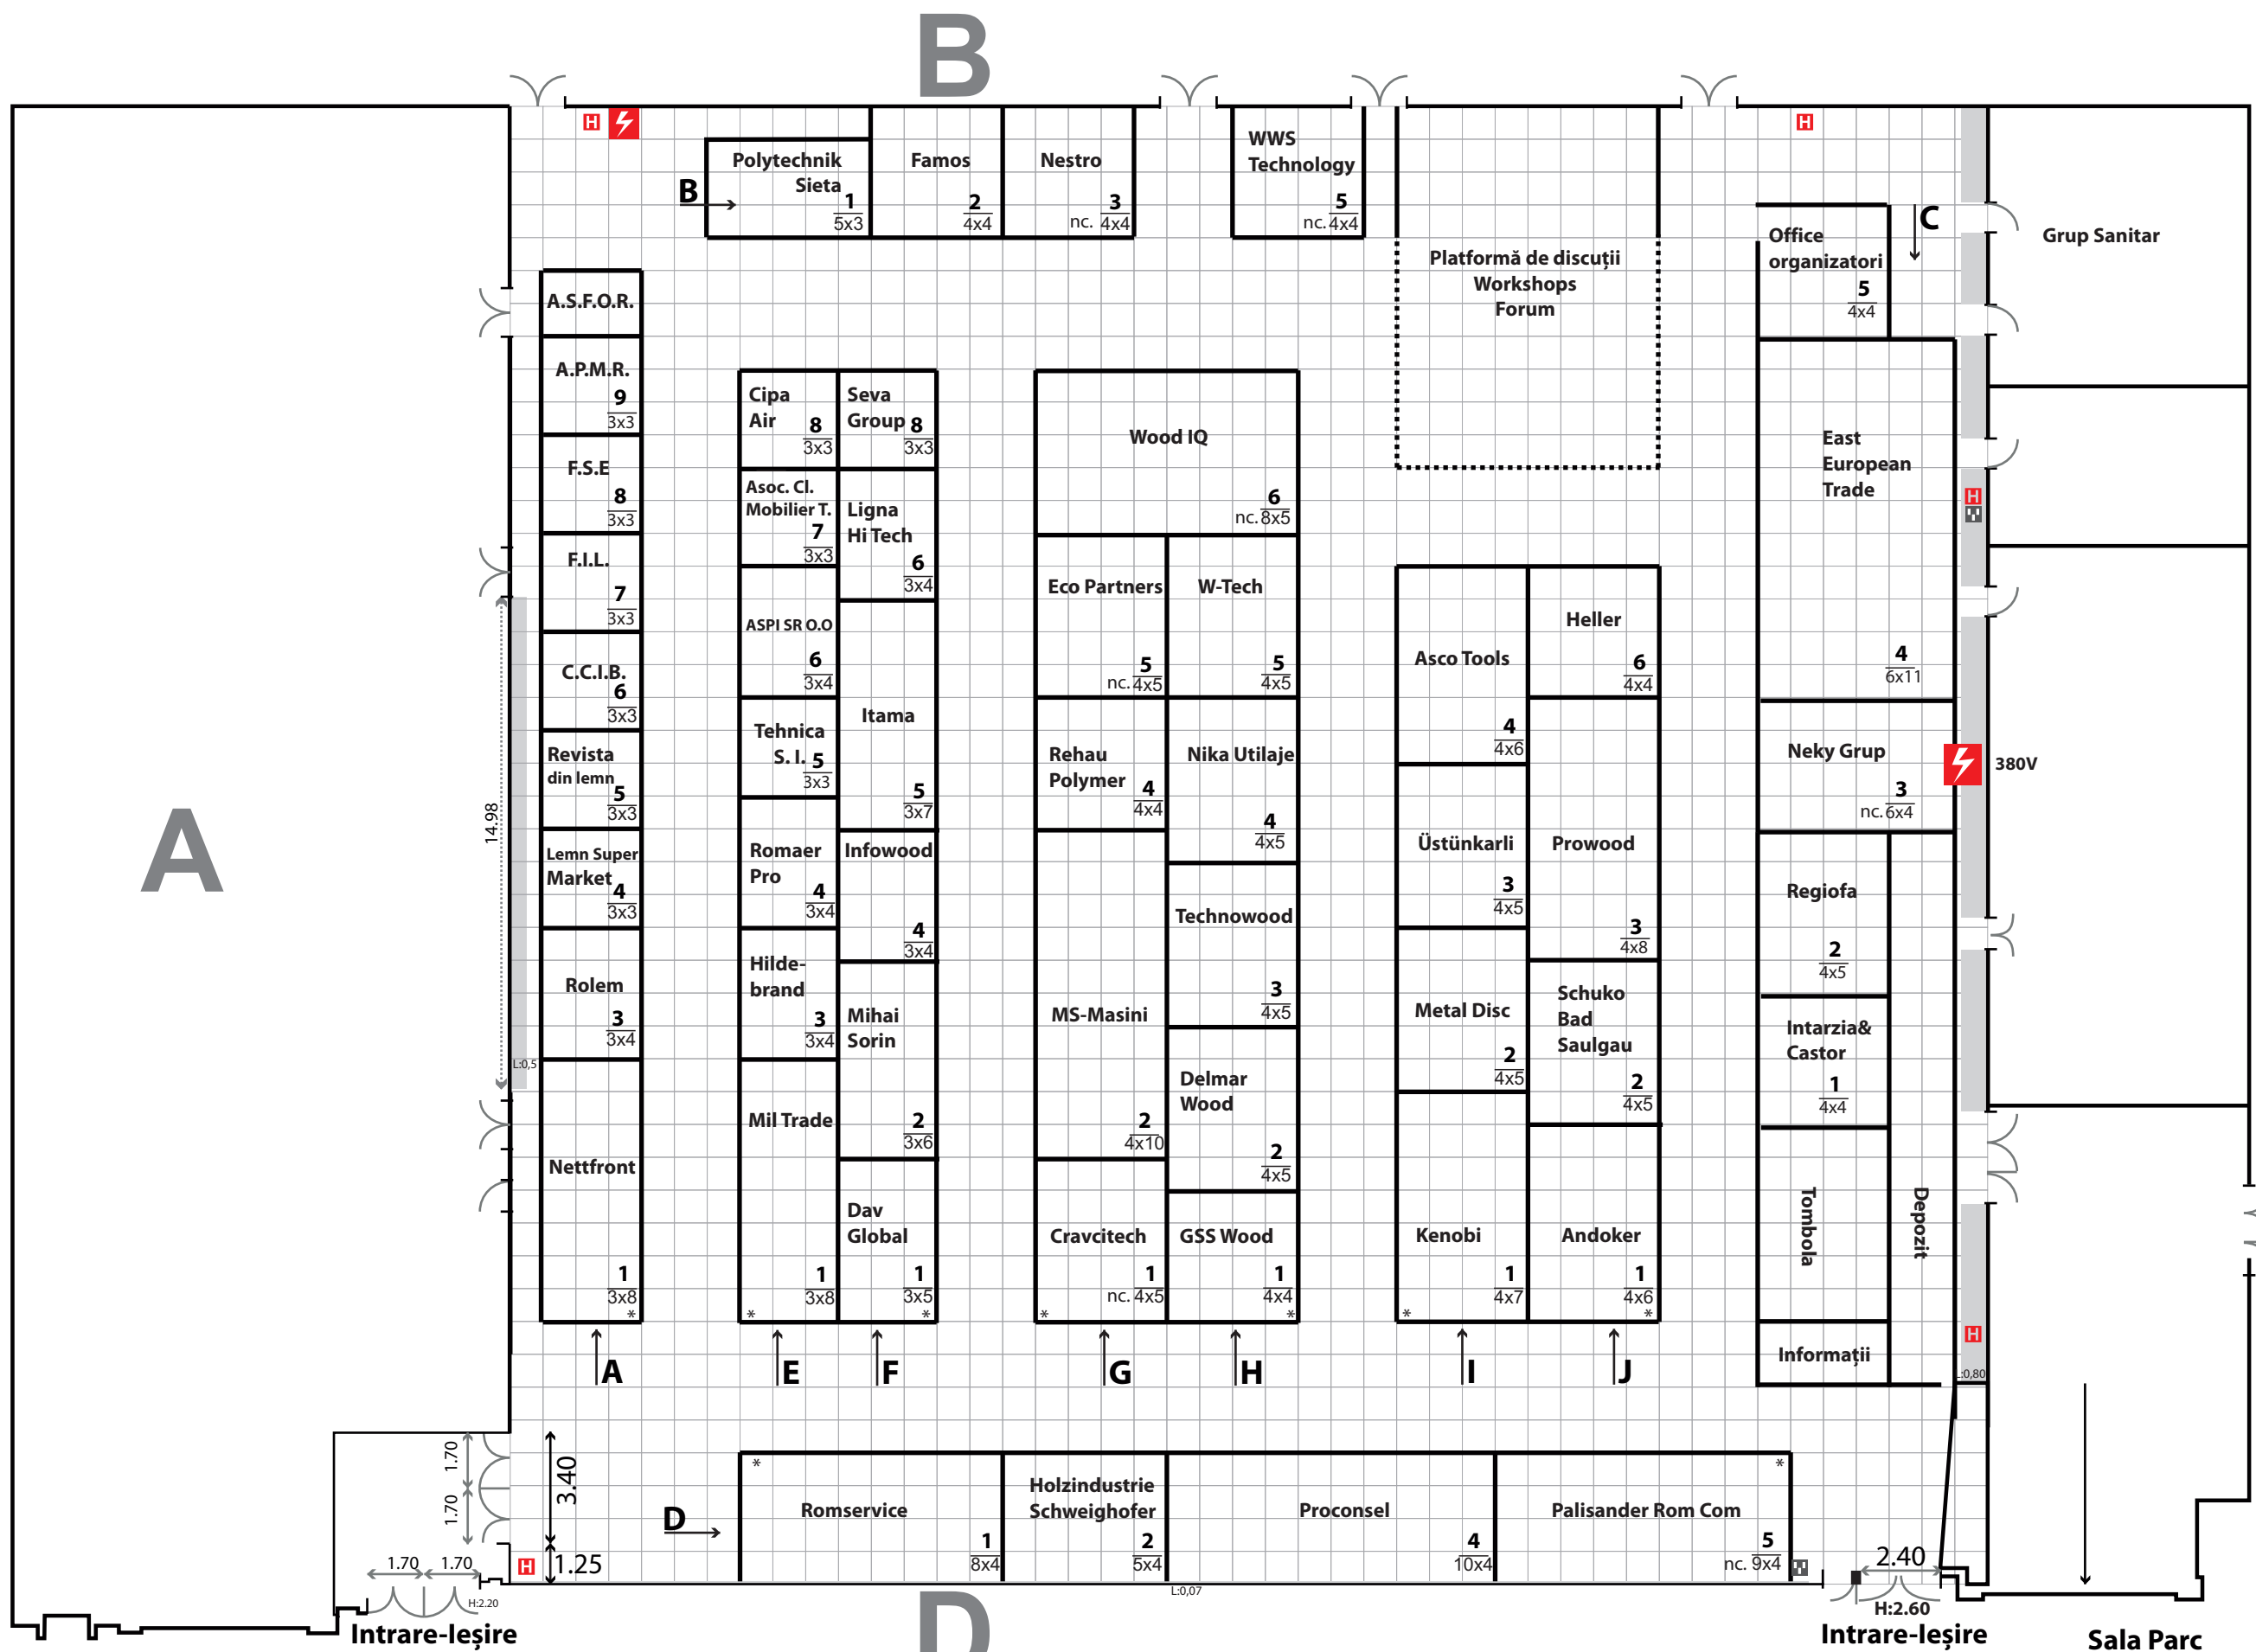 B
Polytechnik
Sieta
1
5x3
B
Famos
2
4x4
Nestro
3
nc. 4x4
WWS
Technology
5
nc. 4x4
Platformă de discuții
Workshops
Forum
Office
organizatori
5
4x4
C
Grup Sanitar
A.S.F.O.R.
A.P.M.R.
9
3x3
F.S.E
8
3x3
F.I.L.
7
3x3
C.C.I.B.
6
3x3
Revista
din lemn
5
3x3
Lemn Super
Market
4
3x3
Rolem
3
3x4
Nettfront
1
3x8
*
A
14.98
L:0,5
A
Cipa
Air
8
3x3
Asoc. Cl.
Mobilier T.
7
3x3
ASPI SR O.O
6
3x4
Tehnica
S. I.
5
3x3
Romaer
Pro
4
3x4
Hilde-
brand
3
3x4
Mil Trade
1
3x8
*
E
Seva
Group
8
3x3
Ligna
Hi Tech
6
3x4
Itama
5
3x7
Infowood
4
3x4
Mihai
Sorin
2
3x6
Dav
Global
1
3x5
*
F
Wood IQ
6
nc. 8x5
Eco Partners
5
nc. 4x5
Rehau
Polymer
4
4x4
MS-Masini
2
4x10
Cravcitech
1
nc. 4x5
*
G
W-Tech
5
4x5
Nika Utilaje
4
4x5
Technowood
3
4x5
Delmar
Wood
2
4x5
GSS Wood
1
4x4
*
H
Asco Tools
4
4x6
Üstünkarli
3
4x5
Metal Disc
2
4x5
Kenobi
1
4x7
*
I
Heller
6
4x4
Prowood
3
4x8
Schuko
Bad
Saulgau
2
4x5
Andoker
1
4x6
*
J
East
European
Trade
4
6x11
Neky Grup
3
nc. 6x4
380V
Regiofa
2
4x5
Intarzia&
Castor
1
4x4
Tombola
Depozit
Informații
L:0,80
H
H
H
H
H
1.70
1.70
3.40
1.25
1.70
1.70
H:2.20
Intrare-Ieșire
D
*
Romservice
1
8x4
Holzindustrie
Schweighofer
2
5x4
Proconsel
4
10x4
*
Palisander Rom Com
5
nc. 9x4
L:0,07
D
2.40
H:2.60
Intrare-Ieșire
Sala Parc